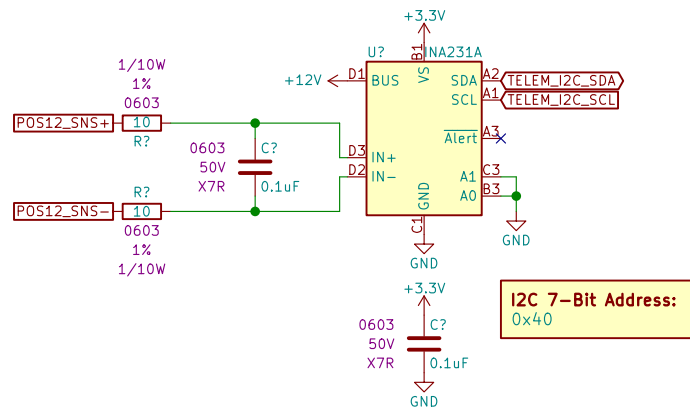 +3.3V
U? INA231A
B1
VS
1/10W
1%
0603
+12V D1 BUS
SDA A2 TELEM_I2C_SDA
SCL A1 TELEM_I2C_SCL
POS12_SNS+ 10
R?
Alert A3
0603
50V
X7R
C?
0.1uF
D3 IN+
D2 IN-
A1 C3
A0 B3
R?
POS12_SNS- 10
0603
1%
1/10W
GND
C1
GND
GND
+3.3V
0603
50V
X7R
C?
0.1uF
GND
I2C 7-Bit Address:
0x40